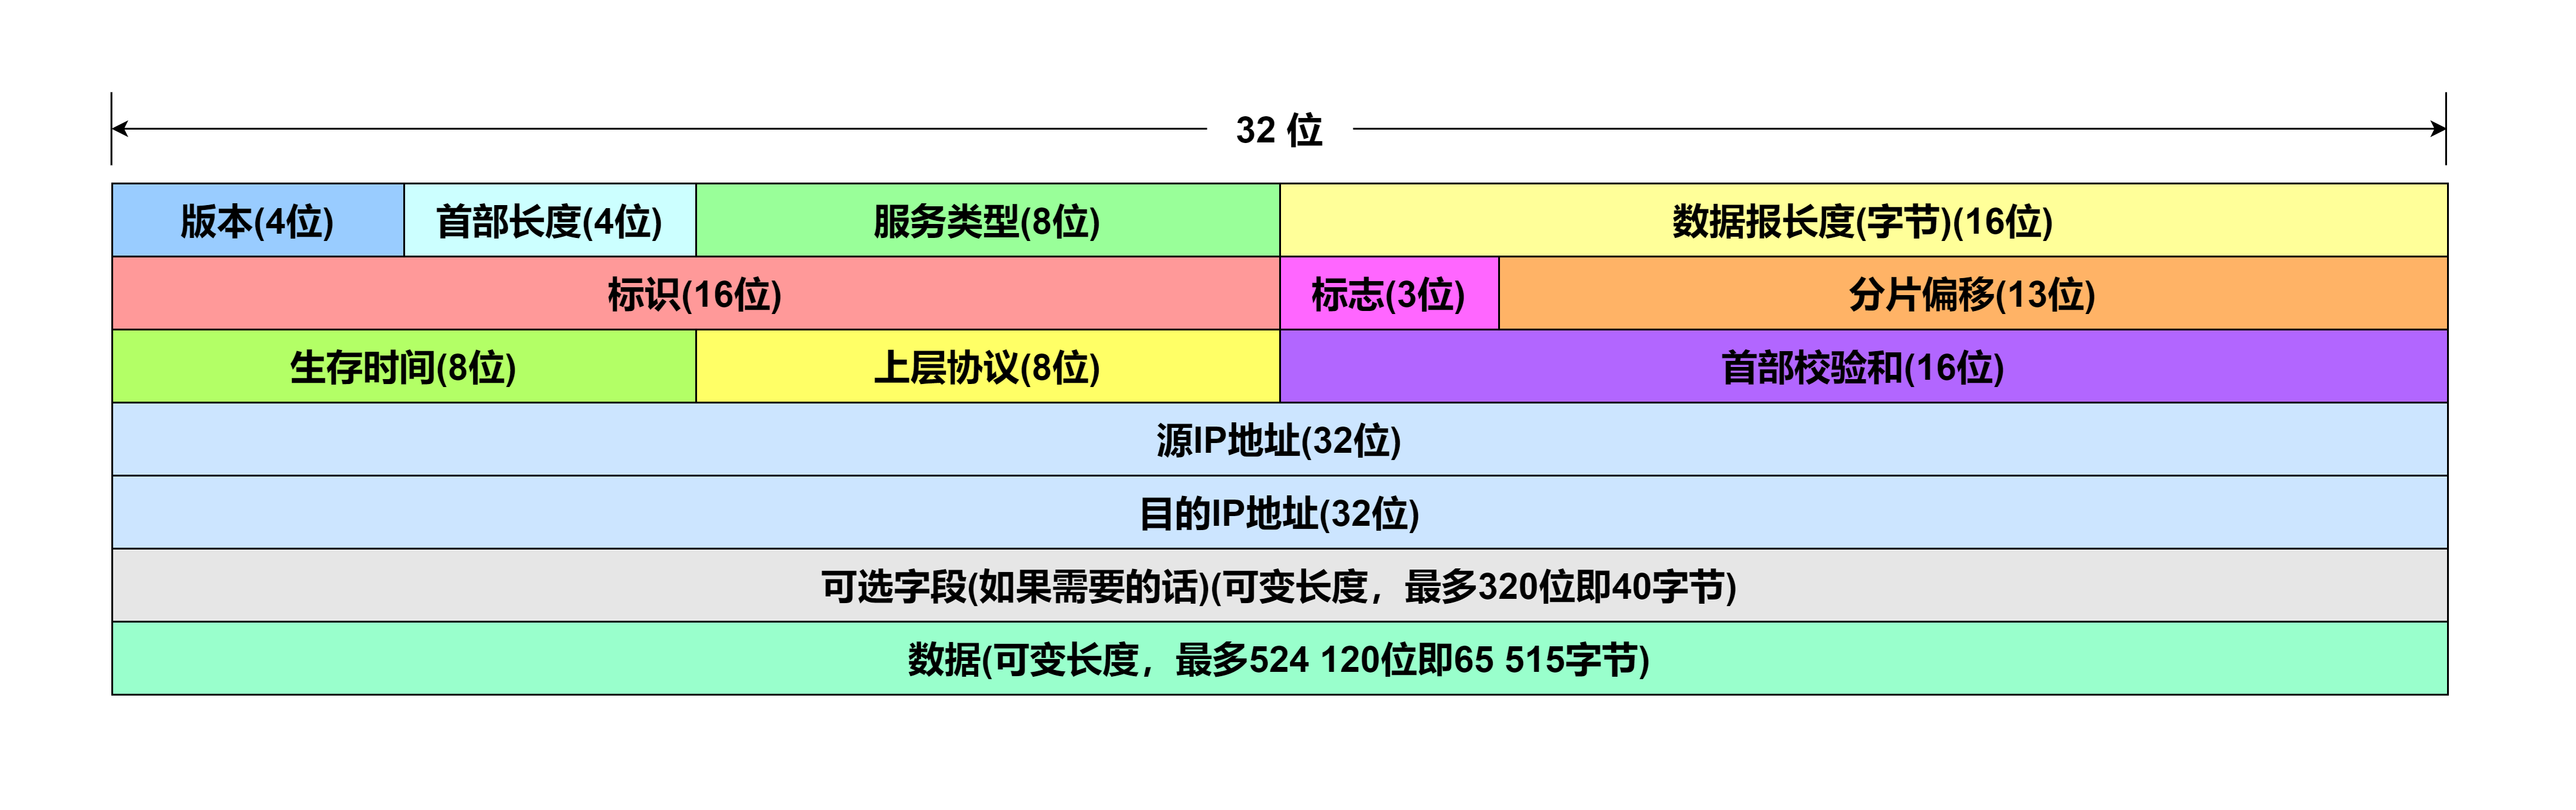 32 位
版本(4位) 首部长度(4位) 服务类型(8位) 数据报长度(字节)(16位)
标识(16位) 标志(3位) 分片偏移(13位)
生存时间(8位) 上层协议(8位) 首部校验和(16位)
源IP地址(32位)
目的IP地址(32位)
可选字段(如果需要的话)(可变长度，最多320位即40字节)
数据(可变长度，最多524 120位即65 515字节)